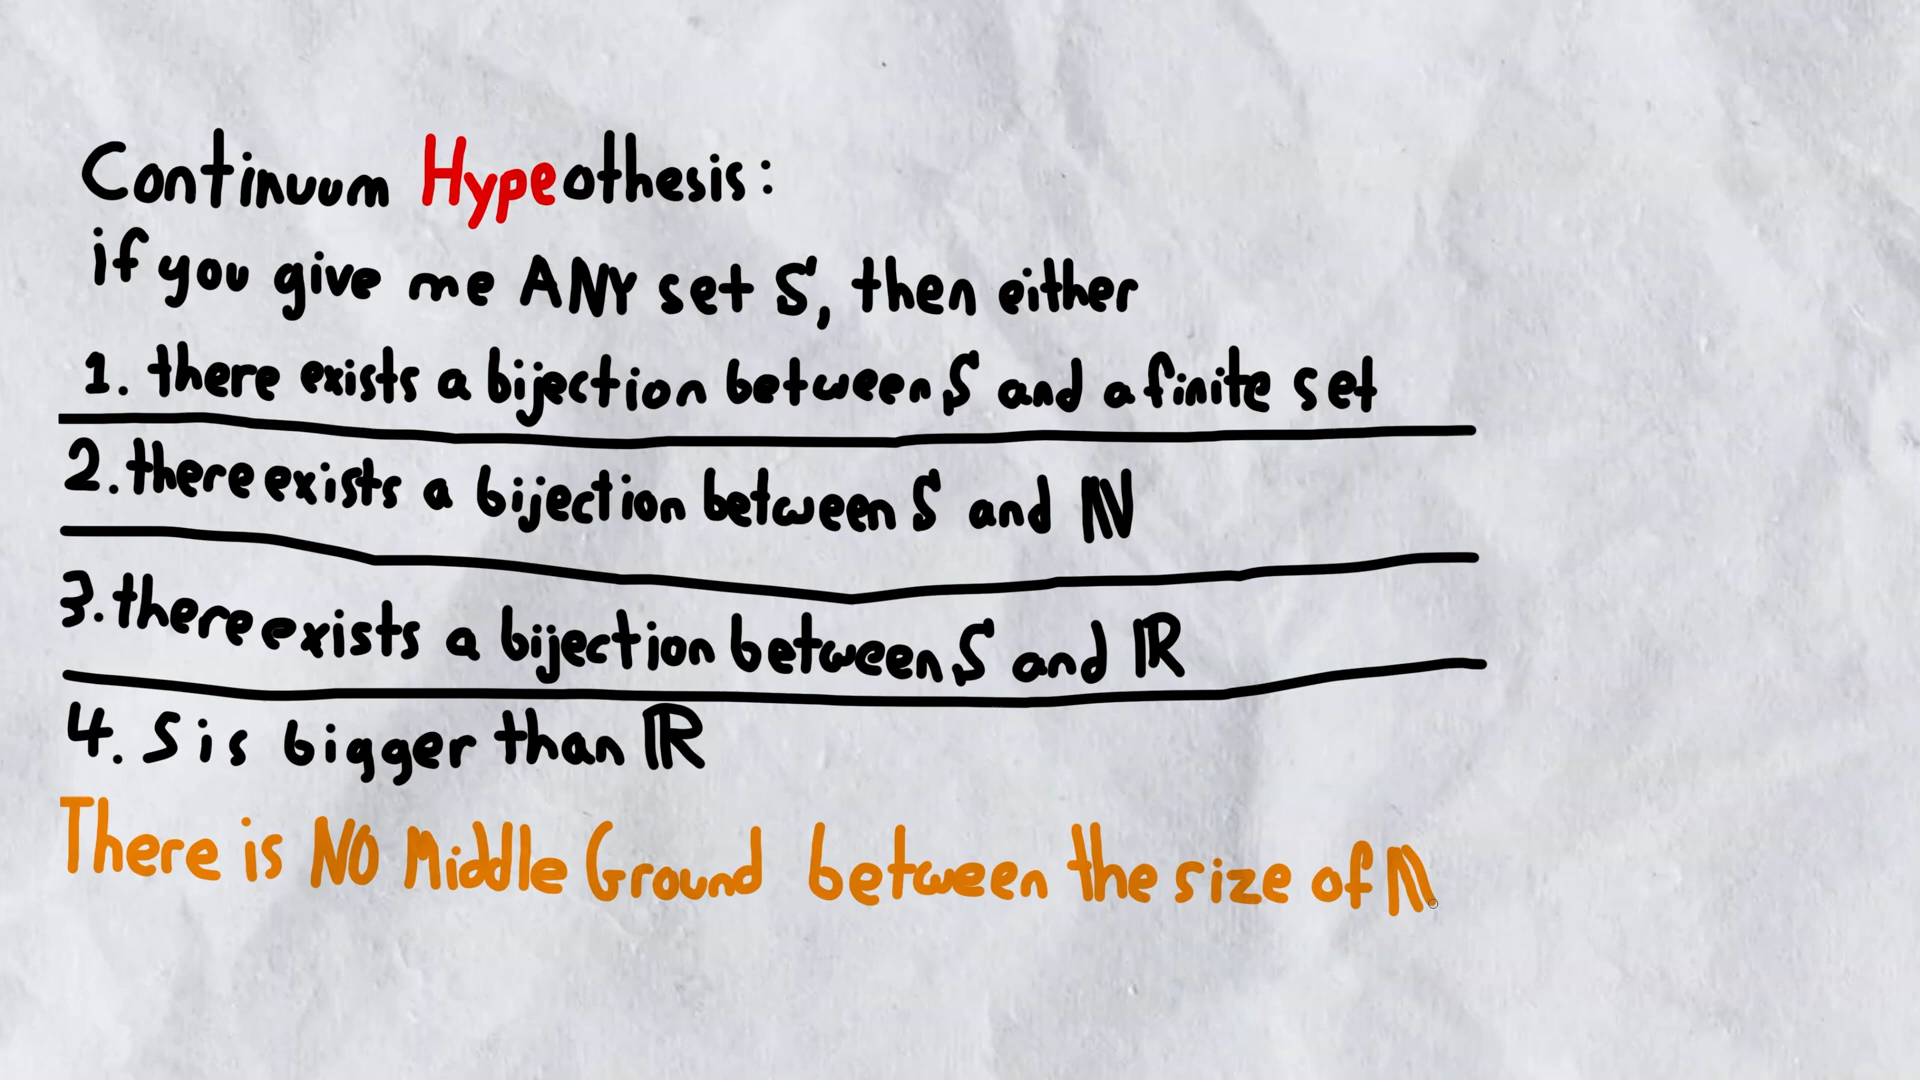 Continuum Hypeothesis:
if you give me ANY set S, then either
1. there exists a bijection between S and a finite set
2. there exists a bijection between S and ℕ
3. there exists a bijection between S and ℝ
4. S is bigger than ℝ
There is NO Middle Ground between the size of ℕ